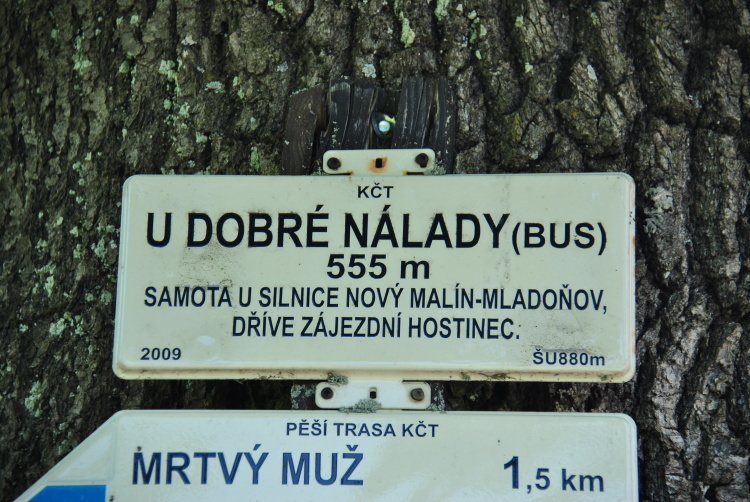 KČT
U DOBRÉ NÁLADY (BUS)
555 m
SAMOTA U SILNICE NOVÝ MALÍN-MLADOŇOV,
DŘÍVE ZÁJEZDNÍ HOSTINEC.
2009 ŠU880m
PĚŠÍ TRASA KČT
MRTVÝ MUŽ 1,5 km